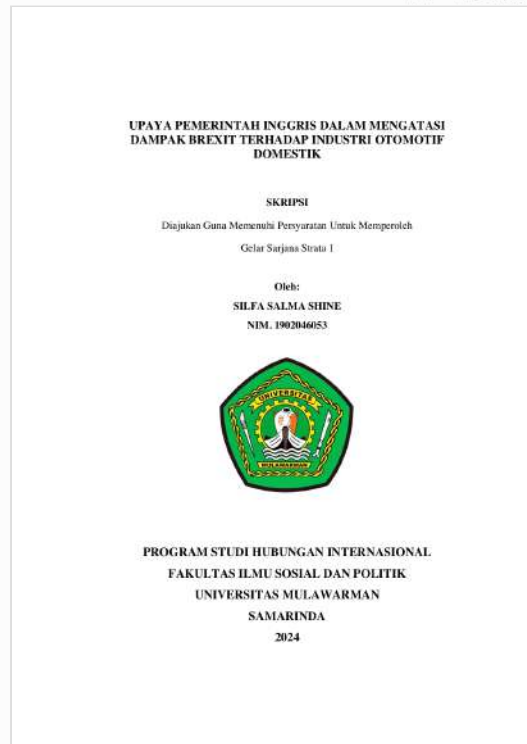 UPAYA PEMERINTAH INGGRIS DALAM MENGATASI
DAMPAK BREXIT TERHADAP INDUSTRI OTOMOTIF
DOMESTIK
SKRIPSI
Diajukan Guna Memenuhi Persyaratan Untuk Memperoleh
Gelar Sarjana Strata 1
Oleh:
SILFA SALMA SHINE
NIM. 1902046053
UNIVERSITAS
MULAWARMAN
PROGRAM STUDI HUBUNGAN INTERNASIONAL
FAKULTAS ILMU SOSIAL DAN POLITIK
UNIVERSITAS MULAWARMAN
SAMARINDA
2024